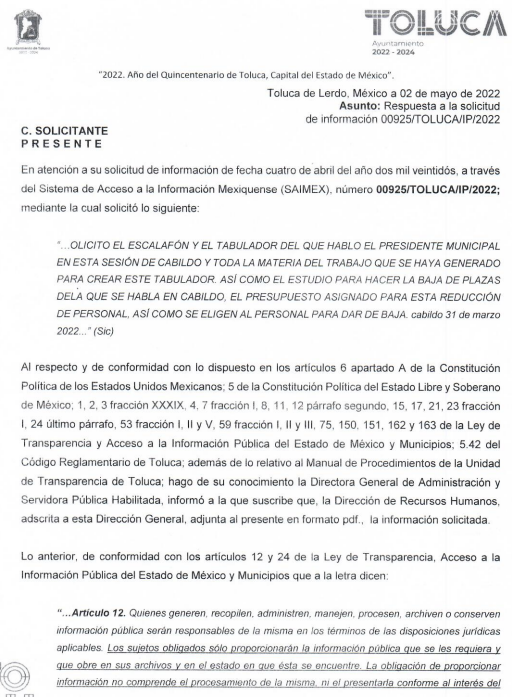 TOLUCA
Ayuntamiento
2022 - 2024
Ayuntamiento de Toluca
"2022. Año del Quincentenario de Toluca, Capital del Estado de México".
Toluca de Lerdo, México a 02 de mayo de 2022
Asunto: Respuesta a la solicitud
de información 00925/TOLUCA/IP/2022
C. SOLICITANTE
P R E S E N T E
En atención a su solicitud de información de fecha cuatro de abril del año dos mil veintidós, a través
del Sistema de Acceso a la Información Mexiquense (SAIMEX), número 00925/TOLUCA/IP/2022;
mediante la cual solicitó lo siguiente:
"...OLICITO EL ESCALAFÓN Y EL TABULADOR DEL QUE HABLO EL PRESIDENTE MUNICIPAL
EN ESTA SESIÓN DE CABILDO Y TODA LA MATERIA DEL TRABAJO QUE SE HAYA GENERADO
PARA CREAR ESTE TABULADOR. ASÍ COMO EL ESTUDIO PARA HACER LA BAJA DE PLAZAS
DELA QUE SE HABLA EN CABILDO, EL PRESUPUESTO ASIGNADO PARA ESTA REDUCCIÓN
DE PERSONAL, ASÍ COMO SE ELIGEN AL PERSONAL PARA DAR DE BAJA. cabildo 31 de marzo
2022..." (Sic)
Al respecto y de conformidad con lo dispuesto en los artículos 6 apartado A de la Constitución
Política de los Estados Unidos Mexicanos; 5 de la Constitución Política del Estado Libre y Soberano
de México; 1, 2, 3 fracción XXXIX, 4, 7 fracción I, 8, 11, 12 párrafo segundo, 15, 17, 21, 23 fracción
I, 24 último párrafo, 53 fracción I, II y V, 59 fracción I, II y III, 75, 150, 151, 162 y 163 de la Ley de
Transparencia y Acceso a la Información Pública del Estado de México y Municipios; 5.42 del
Código Reglamentario de Toluca; además de lo relativo al Manual de Procedimientos de la Unidad
de Transparencia de Toluca; hago de su conocimiento la Directora General de Administración y
Servidora Pública Habilitada, informó a la que suscribe que, la Dirección de Recursos Humanos,
adscrita a esta Dirección General, adjunta al presente en formato pdf., la información solicitada.
Lo anterior, de conformidad con los artículos 12 y 24 de la Ley de Transparencia, Acceso a la
Información Pública del Estado de México y Municipios que a la letra dicen:
"...Artículo 12. Quienes generen, recopilen, administren, manejen, procesen, archiven o conserven
información pública serán responsables de la misma en los términos de las disposiciones jurídicas
aplicables. Los sujetos obligados sólo proporcionarán la información pública que se les requiera y
que obre en sus archivos y en el estado en que ésta se encuentre. La obligación de proporcionar
información no comprende el procesamiento de la misma, ni el presentarla conforme al interés del